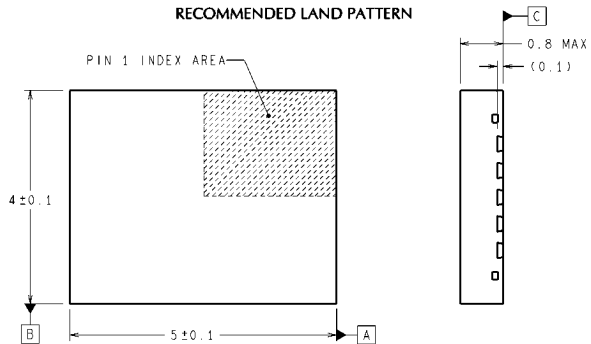 RECOMMENDED LAND PATTERN
C
0.8 MAX
(0.1)
PIN 1 INDEX AREA
4±0.1
B
5±0.1
A